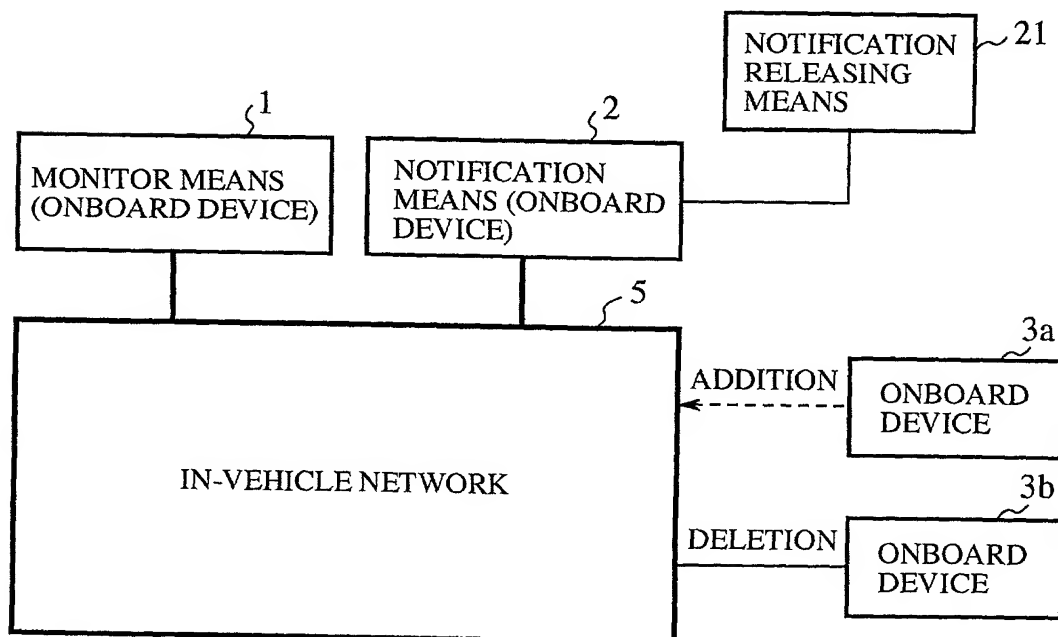 NOTIFICATION
RELEASING
MEANS
21
1
MONITOR MEANS
(ONBOARD DEVICE)
2
NOTIFICATION
MEANS (ONBOARD
DEVICE)
5
IN-VEHICLE NETWORK
ADDITION
3a
ONBOARD
DEVICE
DELETION
3b
ONBOARD
DEVICE